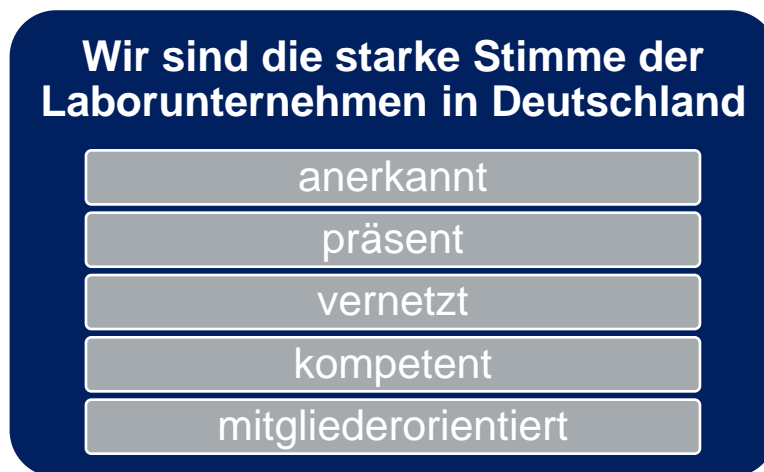 Wir sind die starke Stimme der
Laborunternehmen in Deutschland
anerkannt
präsent
vernetzt
kompetent
mitgliederorientiert